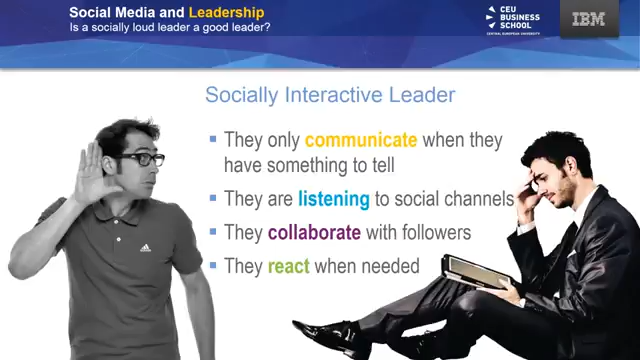 Social Media and Leadership
Is a socially loud leader a good leader?
CEU
BUSINESS
SCHOOL
CENTRAL EUROPEAN UNIVERSITY
IBM
Socially Interactive Leader
They only communicate when they
have something to tell
They are listening to social channels
They collaborate with followers
They react when needed
adidas